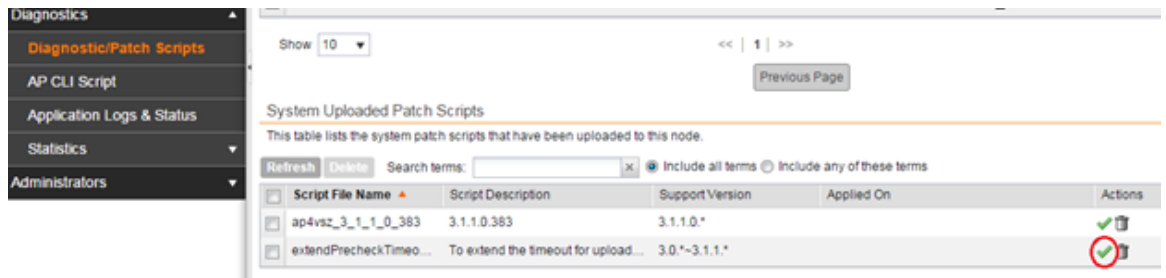 Diagnostics
Diagnostic/Patch Scripts
AP CLI Script
Application Logs & Status
Statistics
Administrators
Show 10
<< | 1 | >>
Previous Page
System Uploaded Patch Scripts
This table lists the system patch scripts that have been uploaded to this node.
Refresh Delete Search terms: x Include all terms Include any of these terms
Script File Name Script Description Support Version Applied On Actions
ap4vsz_3_1_1_0_383 3.1.1.0.383 3.1.1.0.*
extendPrecheckTimeo... To extend the timeout for upload... 3.0.*~3.1.1.*